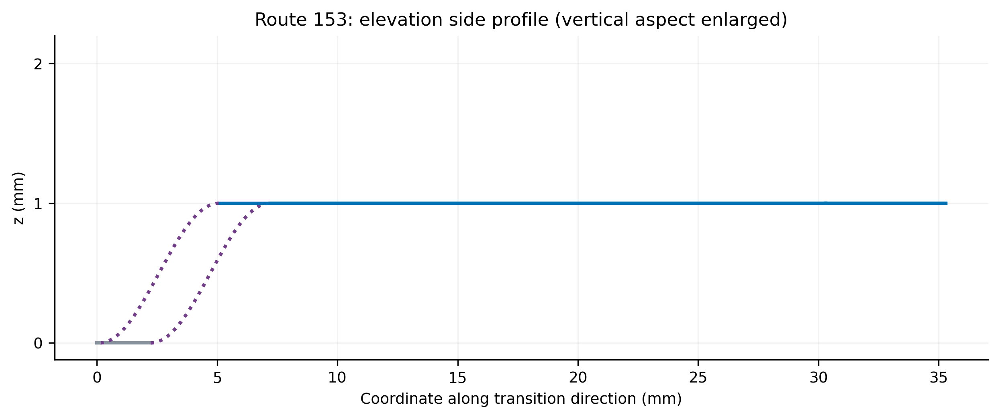 Route 153: elevation side profile (vertical aspect enlarged)
2
1
0
z (mm)
0 5 10 15 20 25 30 35
Coordinate along transition direction (mm)